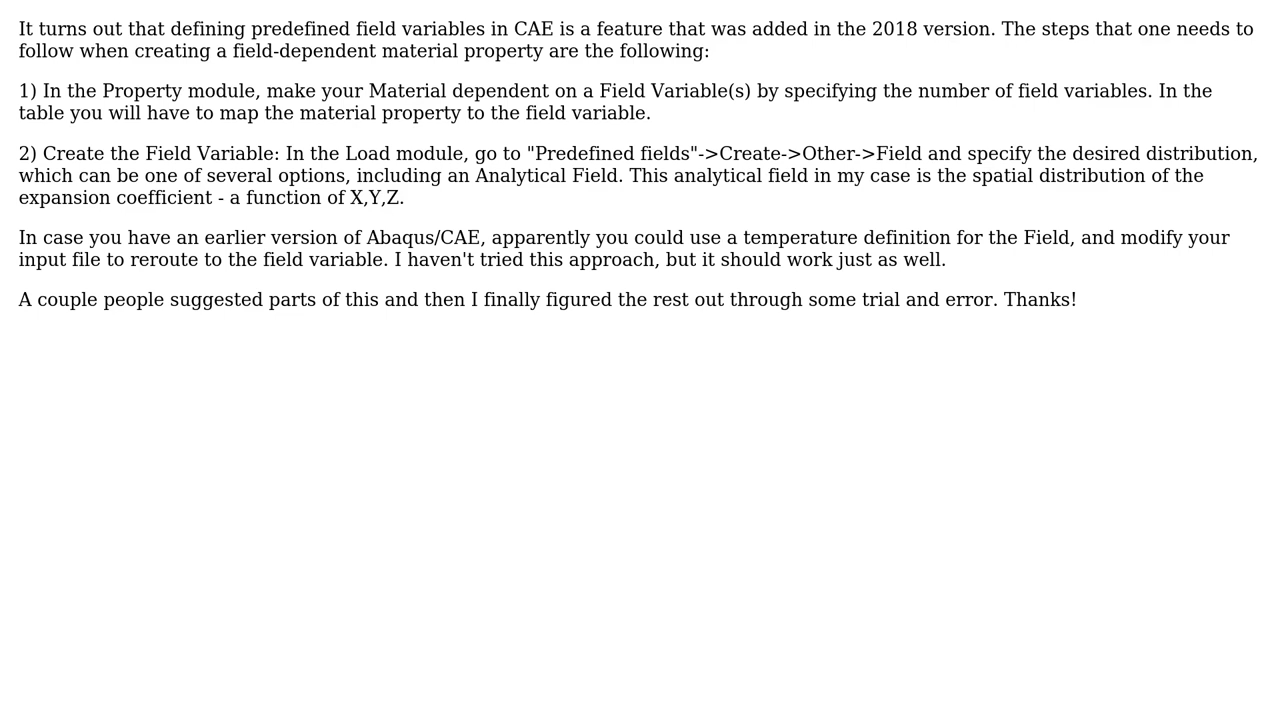 It turns out that defining predefined field variables in CAE is a feature that was added in the 2018 version. The steps that one needs to
follow when creating a field-dependent material property are the following:
1) In the Property module, make your Material dependent on a Field Variable(s) by specifying the number of field variables. In the
table you will have to map the material property to the field variable.
2) Create the Field Variable: In the Load module, go to "Predefined fields"->Create->Other->Field and specify the desired distribution,
which can be one of several options, including an Analytical Field. This analytical field in my case is the spatial distribution of the
expansion coefficient - a function of X,Y,Z.
In case you have an earlier version of Abaqus/CAE, apparently you could use a temperature definition for the Field, and modify your
input file to reroute to the field variable. I haven't tried this approach, but it should work just as well.
A couple people suggested parts of this and then I finally figured the rest out through some trial and error. Thanks!